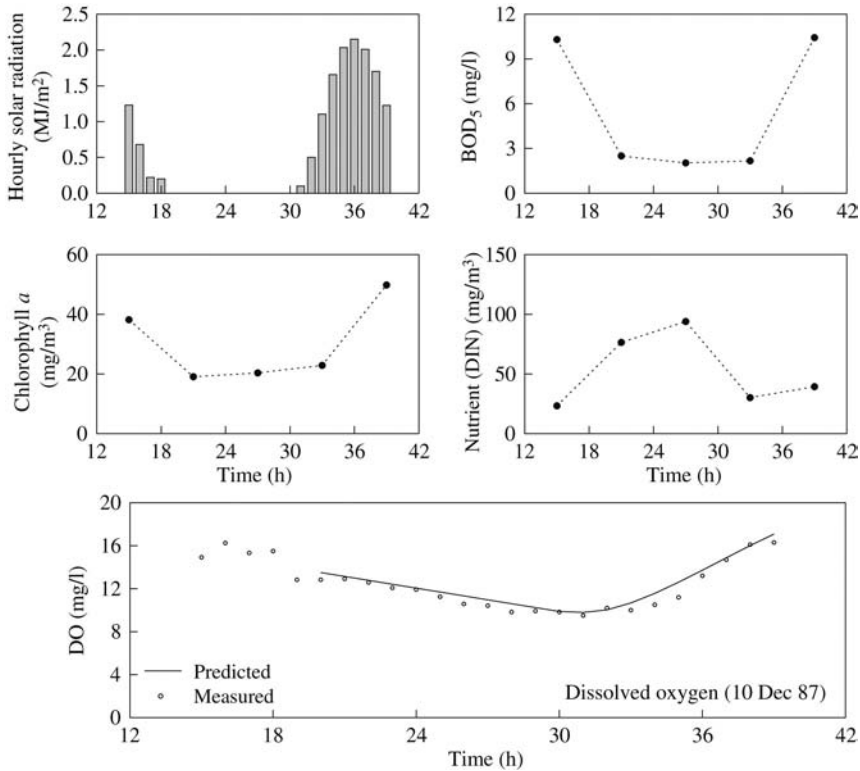 Hourly solar radiation
(MJ/m²)
2.5
2.0
1.5
1.0
0.5
0.0
12 18 24 30 36 42
BOD₅ (mg/l)
12
9
6
3
0
12 18 24 30 36 42
Chlorophyll a
(mg/m³)
60
40
20
0
12 18 24 30 36 42
Time (h)
Nutrient (DIN) (mg/m³)
150
100
50
0
12 18 24 30 36 42
Time (h)
DO (mg/l)
20
16
12
8
4
0
Predicted
Measured
Dissolved oxygen (10 Dec 87)
12 18 24 30 36 42
Time (h)